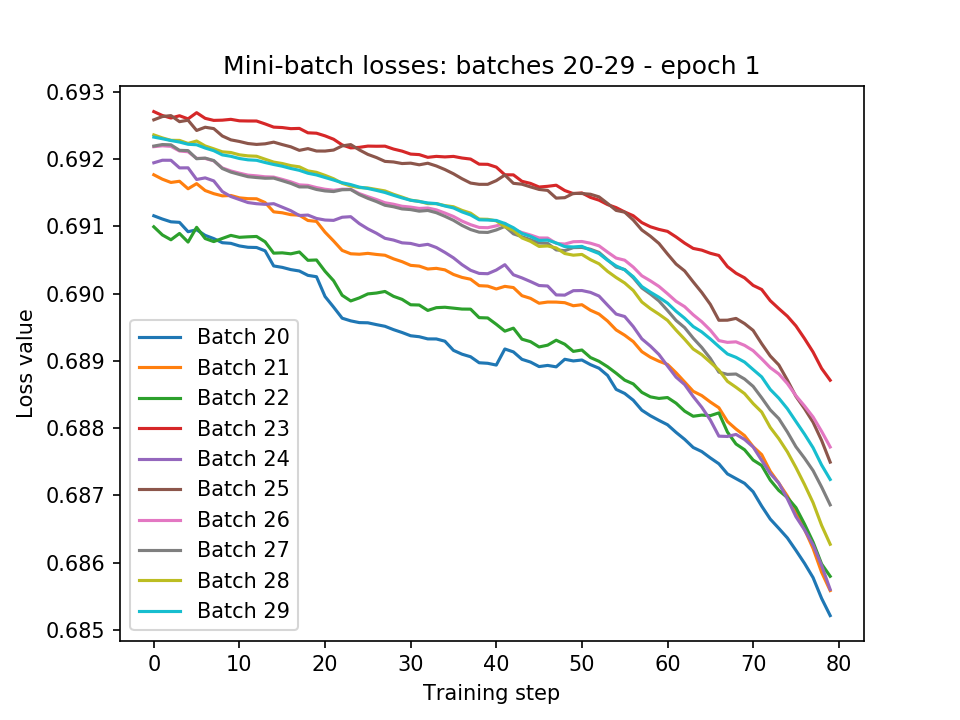 Mini-batch losses: batches 20-29 - epoch 1
0.693
0.692
0.691
0.690
0.689
0.688
0.687
0.686
0.685
Loss value
Batch 20
Batch 21
Batch 22
Batch 23
Batch 24
Batch 25
Batch 26
Batch 27
Batch 28
Batch 29
0 10 20 30 40 50 60 70 80
Training step